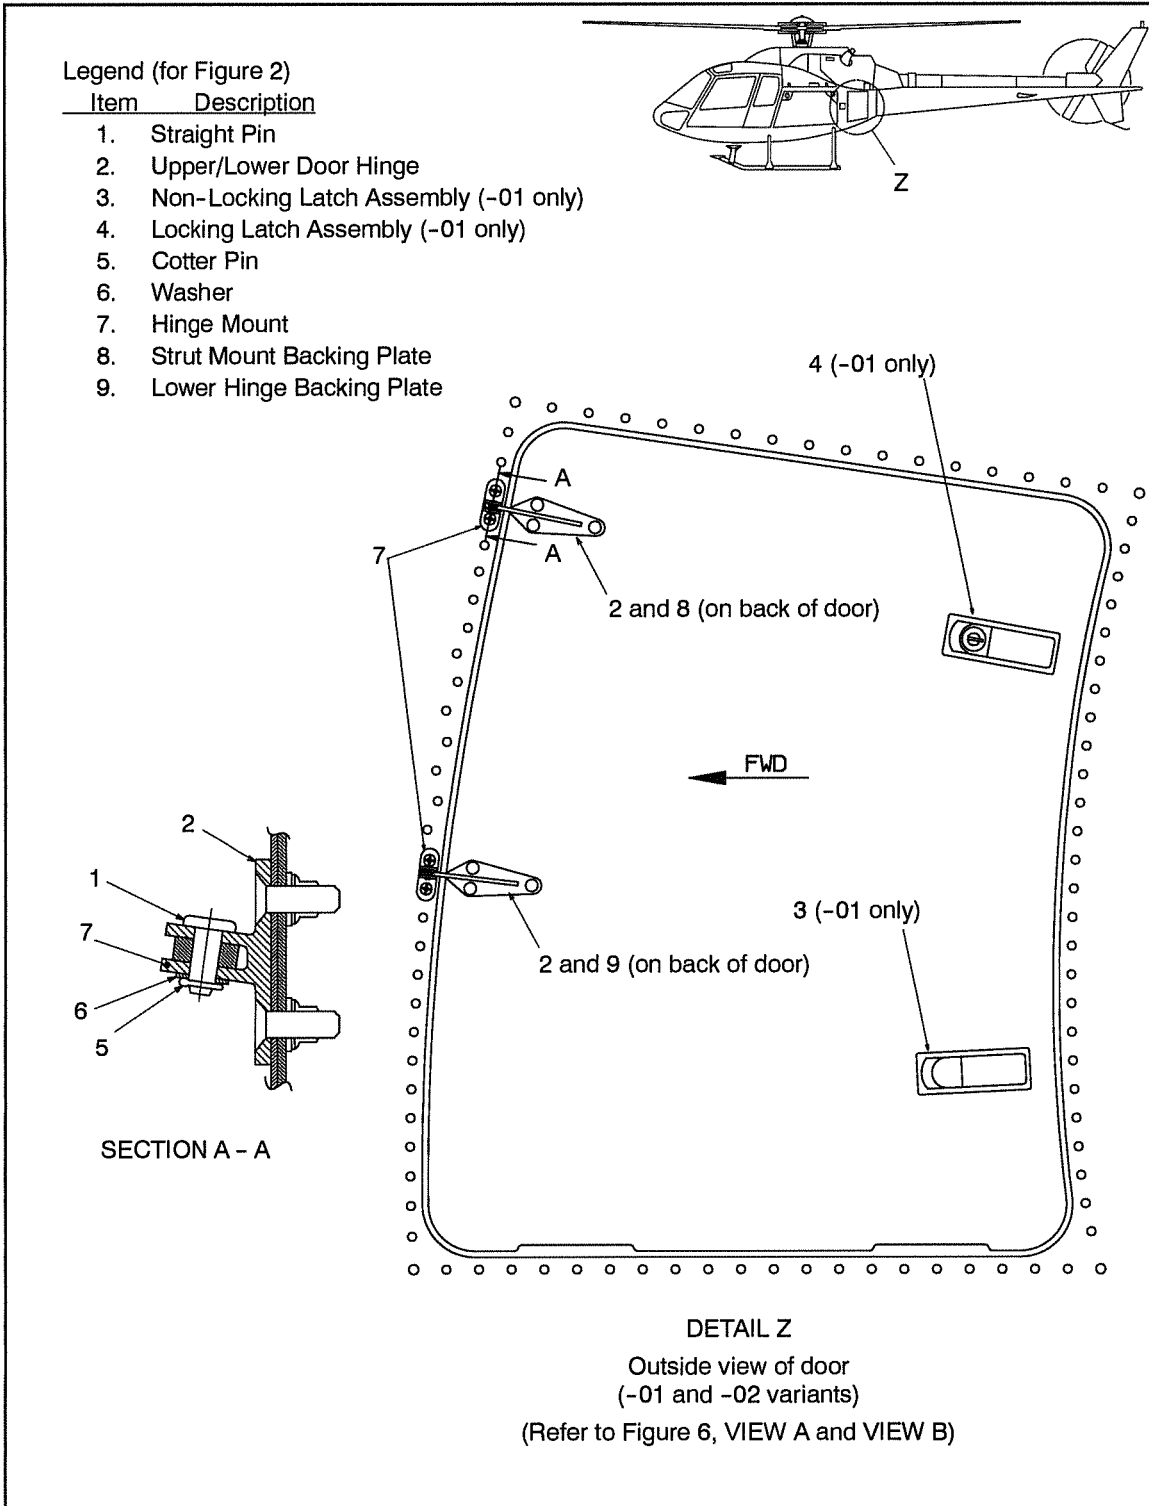 Legend (for Figure 2)
Item Description
1. Straight Pin
2. Upper/Lower Door Hinge
3. Non-Locking Latch Assembly (-01 only)
4. Locking Latch Assembly (-01 only)
5. Cotter Pin
6. Washer
7. Hinge Mount
8. Strut Mount Backing Plate
9. Lower Hinge Backing Plate
Z
4 (-01 only)
A
A
7
2 and 8 (on back of door)
FWD
2
1
7
6
5
3 (-01 only)
2 and 9 (on back of door)
SECTION A - A
DETAIL Z
Outside view of door
(-01 and -02 variants)
(Refer to Figure 6, VIEW A and VIEW B)